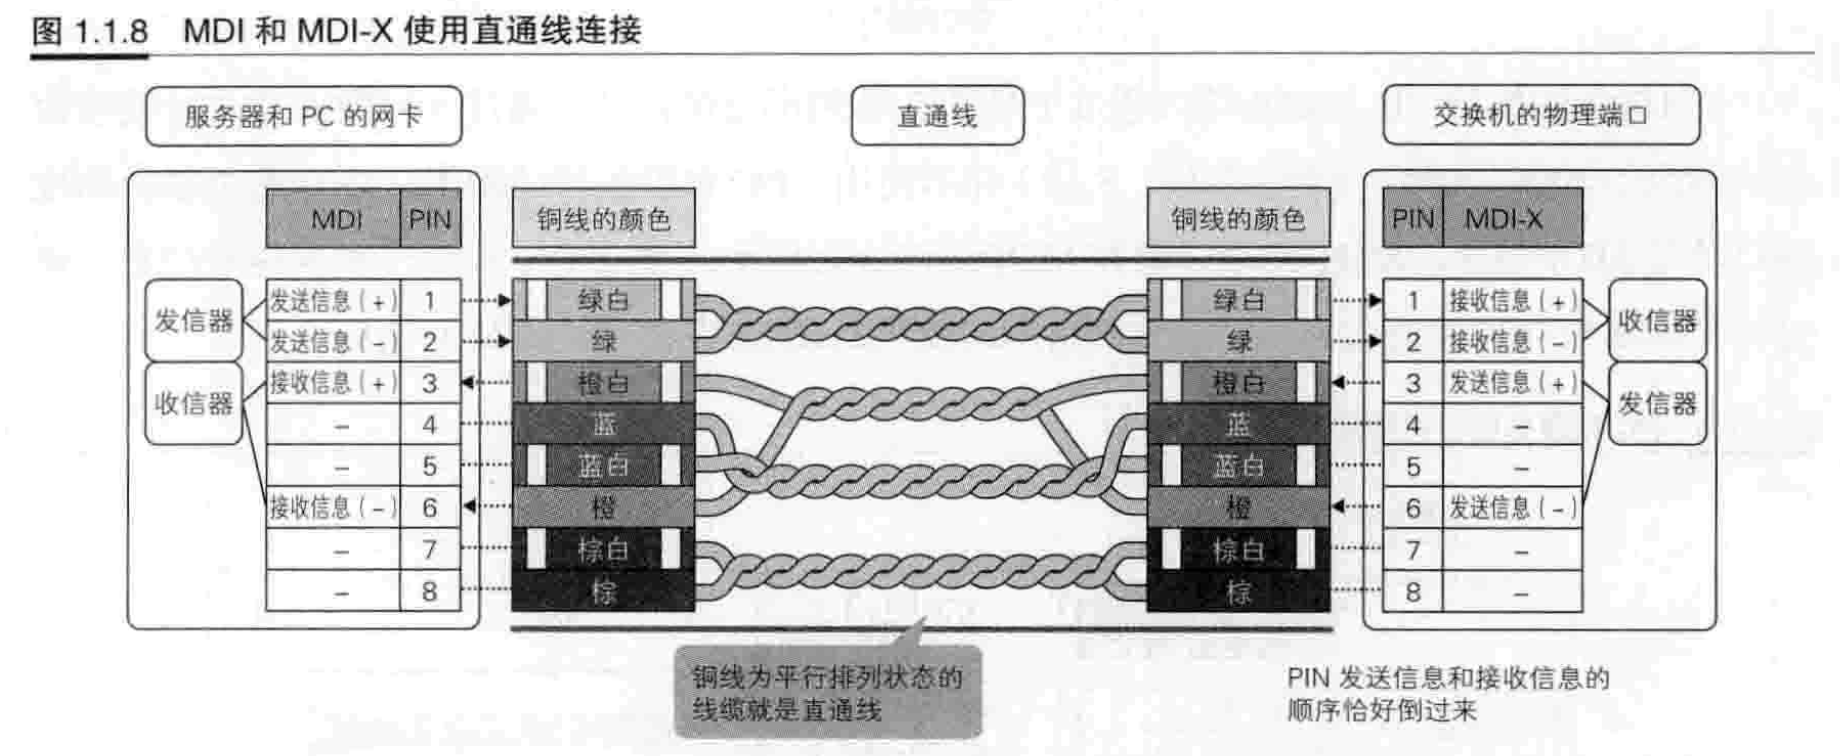 图 1.1.8 MDI 和 MDI-X 使用直通线连接
服务器和 PC 的网卡
直通线
交换机的物理端口
MDI PIN 铜线的颜色 铜线的颜色 PIN MDI-X
发送信息（+） 1 绿白 绿白 1 接收信息（+）
发信器 收信器
发送信息（-） 2 绿 绿 2 接收信息（-）
接收信息（+） 3 橙白 橙白 3 发送信息（+）
收信器 发信器
- 4 蓝 蓝 4 -
- 5 蓝白 蓝白 5 -
接收信息（-） 6 橙 橙 6 发送信息（-）
- 7 棕白 棕白 7 -
- 8 棕 棕 8 -
铜线为平行排列状态的
线缆就是直通线
PIN 发送信息和接收信息的
顺序恰好倒过来